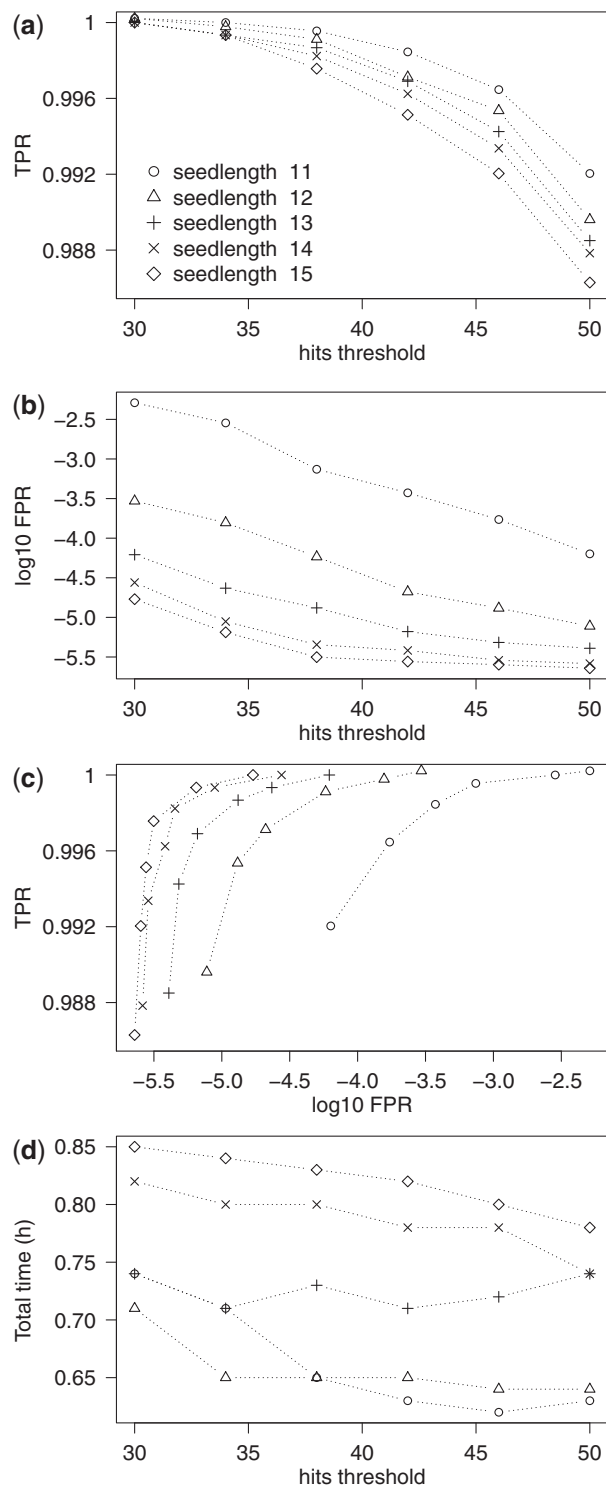 (a)
1
0.996
0.992
0.988
TPR
seedlength 11
seedlength 12
seedlength 13
seedlength 14
seedlength 15
30 35 40 45 50
hits threshold
(b)
−2.5
−3.0
−3.5
−4.0
−4.5
−5.0
−5.5
log10 FPR
30 35 40 45 50
hits threshold
(c)
1
0.996
0.992
0.988
TPR
−5.5 −5.0 −4.5 −4.0 −3.5 −3.0 −2.5
log10 FPR
(d)
0.85
0.80
0.75
0.70
0.65
Total time (h)
30 35 40 45 50
hits threshold